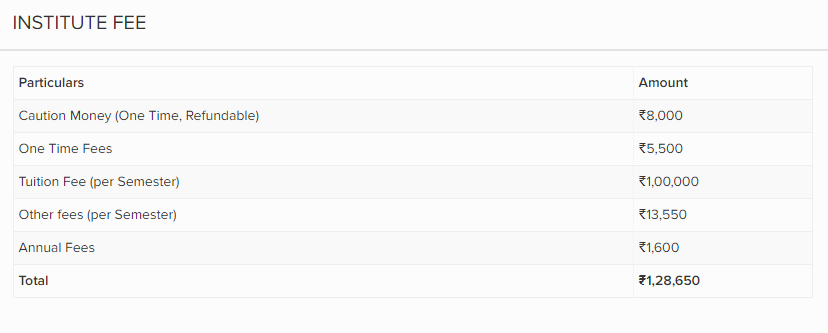 INSTITUTE FEE
Particulars Amount
Caution Money (One Time, Refundable) ₹8,000
One Time Fees ₹5,500
Tuition Fee (per Semester) ₹1,00,000
Other fees (per Semester) ₹13,550
Annual Fees ₹1,600
Total ₹1,28,650